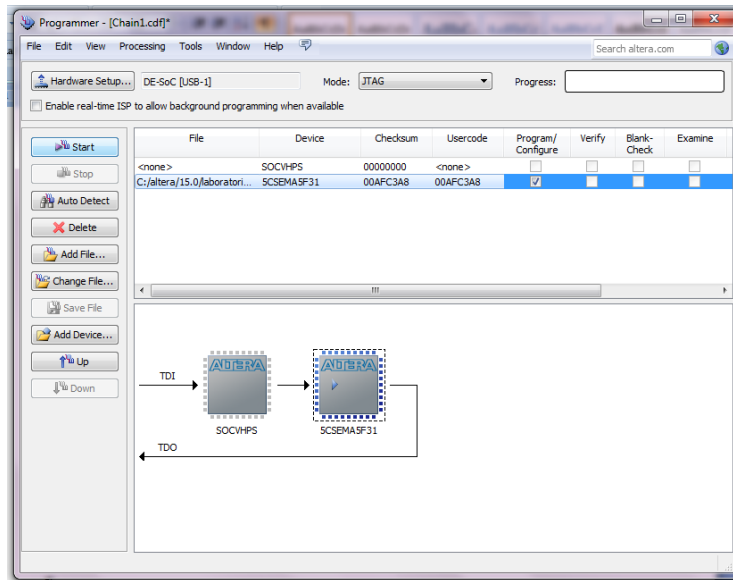 Programmer - [Chain1.cdf]*
File Edit View Processing Tools Window Help
Search altera.com
Hardware Setup... DE-SoC [USB-1] Mode: JTAG Progress:
Enable real-time ISP to allow background programming when available
Start
Stop
Auto Detect
Delete
Add File...
Change File...
Save File
Add Device...
Up
Down
File Device Checksum Usercode Program/ Verify Blank- Examine
Configure Check
<none> SOCVHPS 00000000 <none>
C:/altera/15.0/laboratori... 5CSEMA5F31 00AFC3A8 00AFC3A8
TDI
ALTERA ALTERA
SOCVHPS 5CSEMA5F31
TDO